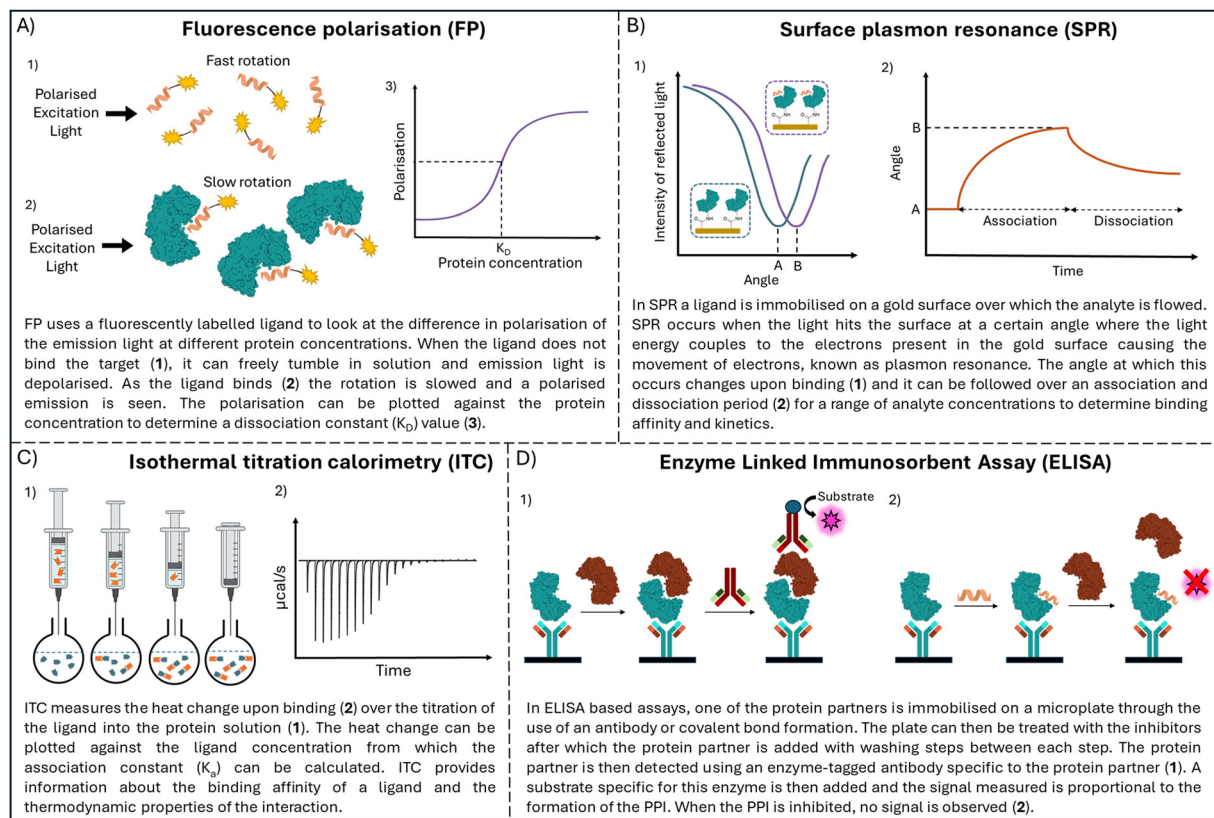 A)
Fluorescence polarisation (FP)
1)
Fast rotation
Polarised
Excitation
Light
Slow rotation
2)
Polarised
Excitation
Light
3)
Polarisation
K_D
Protein concentration
FP uses a fluorescently labelled ligand to look at the difference in polarisation of
the emission light at different protein concentrations. When the ligand does not
bind the target (1), it can freely tumble in solution and emission light is
depolarised. As the ligand binds (2) the rotation is slowed and a polarised
emission is seen. The polarisation can be plotted against the protein
concentration to determine a dissociation constant (K_D) value (3).
B)
Surface plasmon resonance (SPR)
1)
Intensity of reflected light
O
NH
O
NH
O
NH
O
NH
A
B
Angle
2)
Angle
B
A
Association
Dissociation
Time
In SPR a ligand is immobilised on a gold surface over which the analyte is flowed.
SPR occurs when the light hits the surface at a certain angle where the light
energy couples to the electrons present in the gold surface causing the
movement of electrons, known as plasmon resonance. The angle at which this
occurs changes upon binding (1) and it can be followed over an association and
dissociation period (2) for a range of analyte concentrations to determine binding
affinity and kinetics.
C)
Isothermal titration calorimetry (ITC)
1)
2)
µcal/s
Time
ITC measures the heat change upon binding (2) over the titration of
the ligand into the protein solution (1). The heat change can be
plotted against the ligand concentration from which the
association constant (K_a) can be calculated. ITC provides
information about the binding affinity of a ligand and the
thermodynamic properties of the interaction.
D)
Enzyme Linked Immunosorbent Assay (ELISA)
1)
Substrate
2)
In ELISA based assays, one of the protein partners is immobilised on a microplate through the
use of an antibody or covalent bond formation. The plate can then be treated with the inhibitors
after which the protein partner is added with washing steps between each step. The protein
partner is then detected using an enzyme-tagged antibody specific to the protein partner (1). A
substrate specific for this enzyme is then added and the signal measured is proportional to the
formation of the PPI. When the PPI is inhibited, no signal is observed (2).